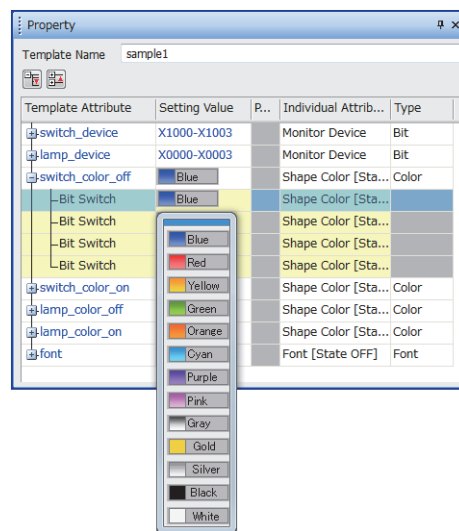 Property
Template Name sample1
Template Attribute Setting Value P... Individual Attrib... Type
switch_device X1000-X1003 Monitor Device Bit
lamp_device X0000-X0003 Monitor Device Bit
switch_color_off Blue Shape Color [Sta... Color
Bit Switch Blue Shape Color [Sta...
Bit Switch Shape Color [Sta...
Bit Switch Shape Color [Sta...
Bit Switch Shape Color [Sta...
switch_color_on Shape Color [Sta... Color
lamp_color_off Shape Color [Sta... Color
lamp_color_on Shape Color [Sta... Color
font Font [State OFF] Font
Blue
Red
Yellow
Green
Orange
Cyan
Purple
Pink
Gray
Gold
Silver
Black
White